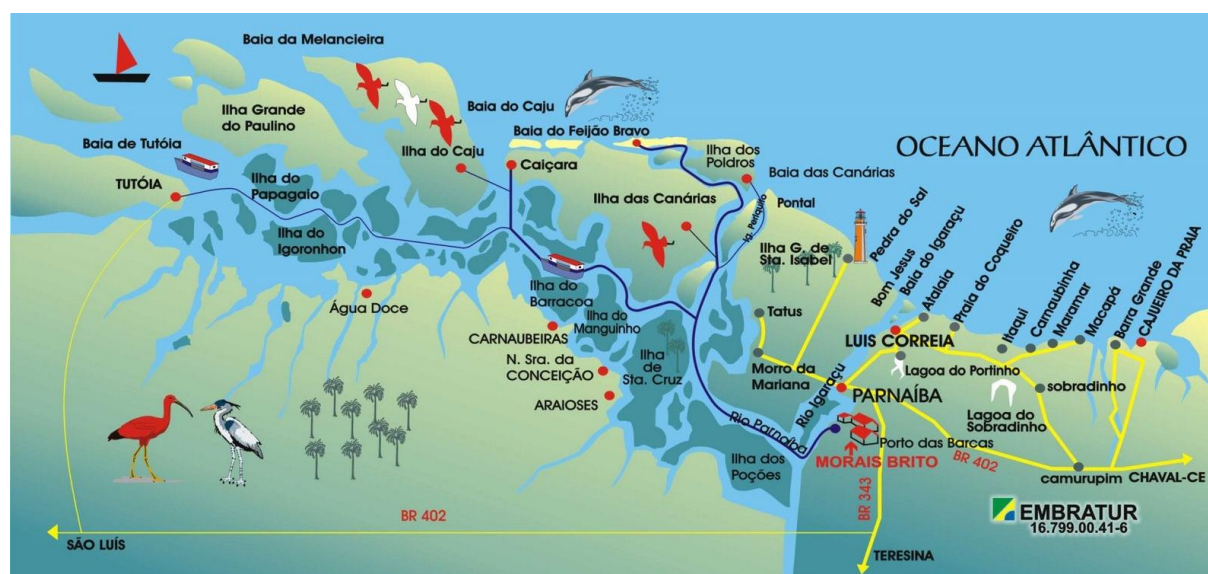 Baia da Melancieira
Ilha Grande
do Paulino
Baia do Caju
Baia do Feijão Bravo
Baia de Tutóia
Ilha do Caju
Caiçara
Ilha dos
Poldros
OCEANO ATLÂNTICO
TUTÓIA
Ilha do
Papagaio
Baia das Canárias
Ilha das Canárias
Ig. Periquito
Pontal
Ilha do
Igoronhon
Ilha G. de
Sta. Isabel
Pedra do Sal
Bom Jesus
Baia do Igaraçu
Atalaia
Praia do Coqueiro
Itaqui
Carnaubinha
Maramar
Macapá
Barra Grande
CAJUEIRO DA PRAIA
Água Doce
Ilha do
Barracoa
Ilha do
Manguinho
Tatus
CARNAUBEIRAS
LUIS CORREIA
N. Sra. da
CONCEIÇÃO
Ilha
de
Sta. Cruz
Morro da
Mariana
Lagoa do Portinho
PARNAÍBA
sobradinho
ARAIOSES
Rio Igaraçu
Lagoa do
Sobradinho
Rio Parnaíba
Porto das Barcas
Ilha dos
Poções
MORAIS BRITO
BR 402
camurupim
CHAVAL-CE
BR 343
EMBRATUR
16.799.00.41-6
BR 402
SÃO LUÍS
TERESINA